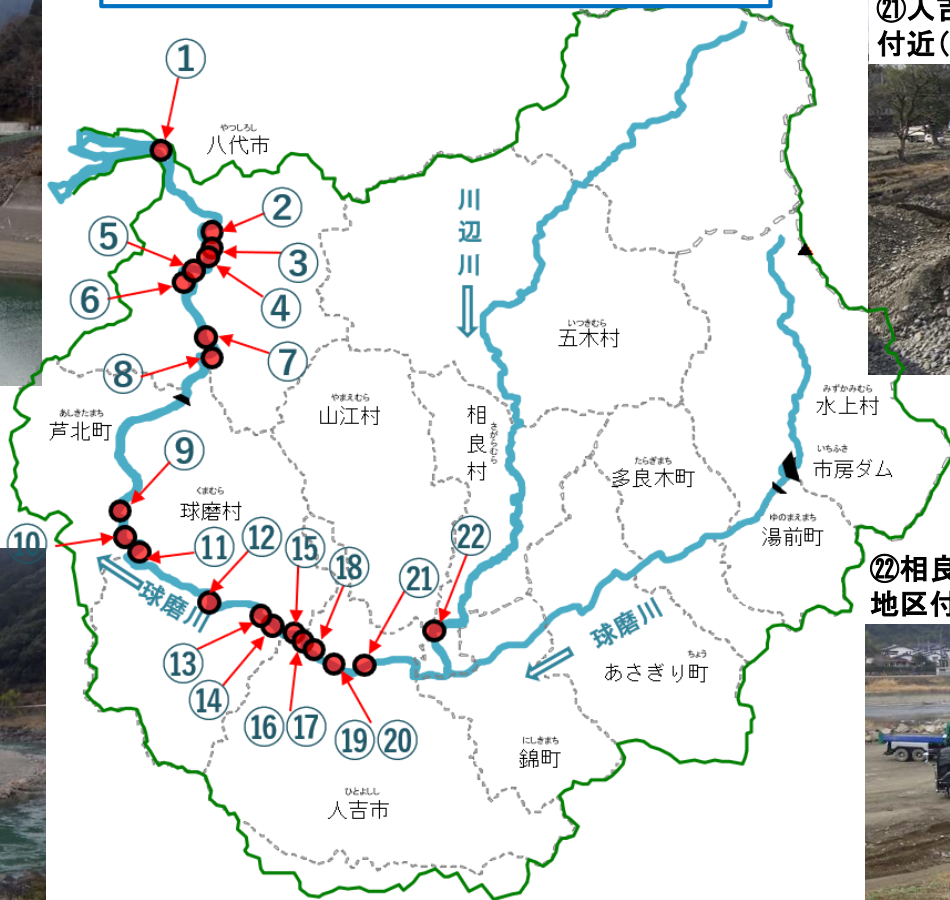 ①
㉑人吉
付近(
やつしろし
八代市
②
川辺川
⑤
③
⑥
④
いつきむら
五木村
⑦
⑧
みずかみむら
水上村
やまえむら
山江村
あしきたまち
芦北町
相良村
さがらむら
いちふさ
市房ダム
⑨
たらぎまち
多良木町
くまむら
球磨村
ゆのまえまち
湯前町
⑩
⑪
⑫
⑮
⑱
㉒
㉑
㉒相良
地区付
球磨川
球磨川
⑬
ちょう
あさぎり町
⑭
⑯
⑰
⑲
⑳
にしきまち
錦町
ひとよしし
人吉市